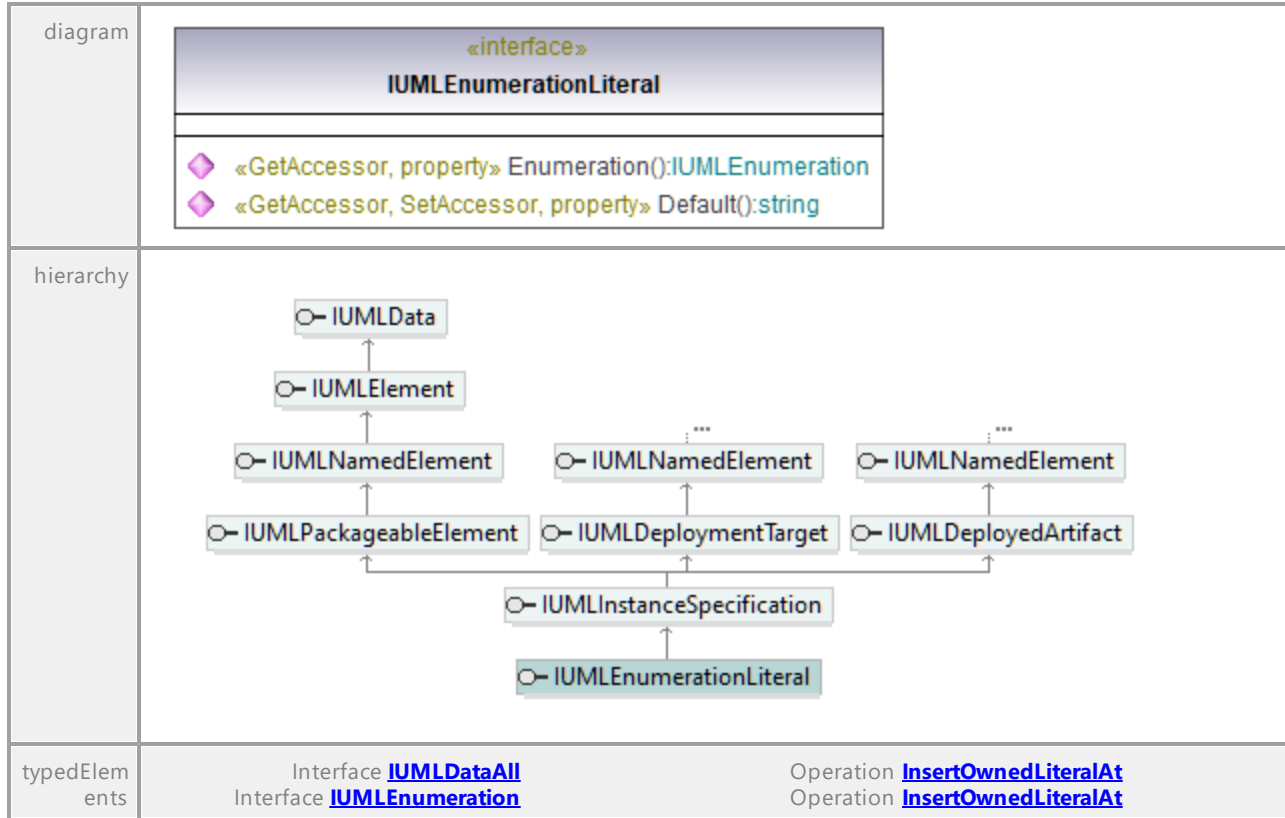 diagram
«interface»
IUMLEnumerationLiteral
«GetAccessor, property» Enumeration():IUMLEnumeration
«GetAccessor, SetAccessor, property» Default():string
hierarchy
IUMLData
IUMLElement
IUMLNamedElement IUMLNamedElement IUMLNamedElement
... ...
IUMLPackageableElement IUMLDeploymentTarget IUMLDeployedArtifact
IUMLInstanceSpecification
IUMLEnumerationLiteral
typedElem
ents
Interface IUMLDataAll Operation InsertOwnedLiteralAt
Interface IUMLEnumeration Operation InsertOwnedLiteralAt